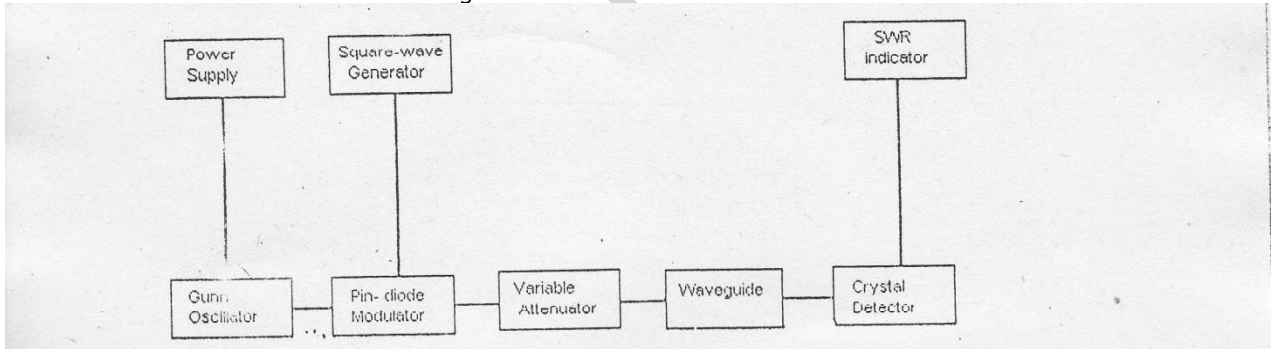 Power
Supply
Square-wave
Generator
SWR
indicator
Gunn
Oscillator
Pin- diode
Modulator
Variable
Attenuator
Waveguide
Crystal
Detector